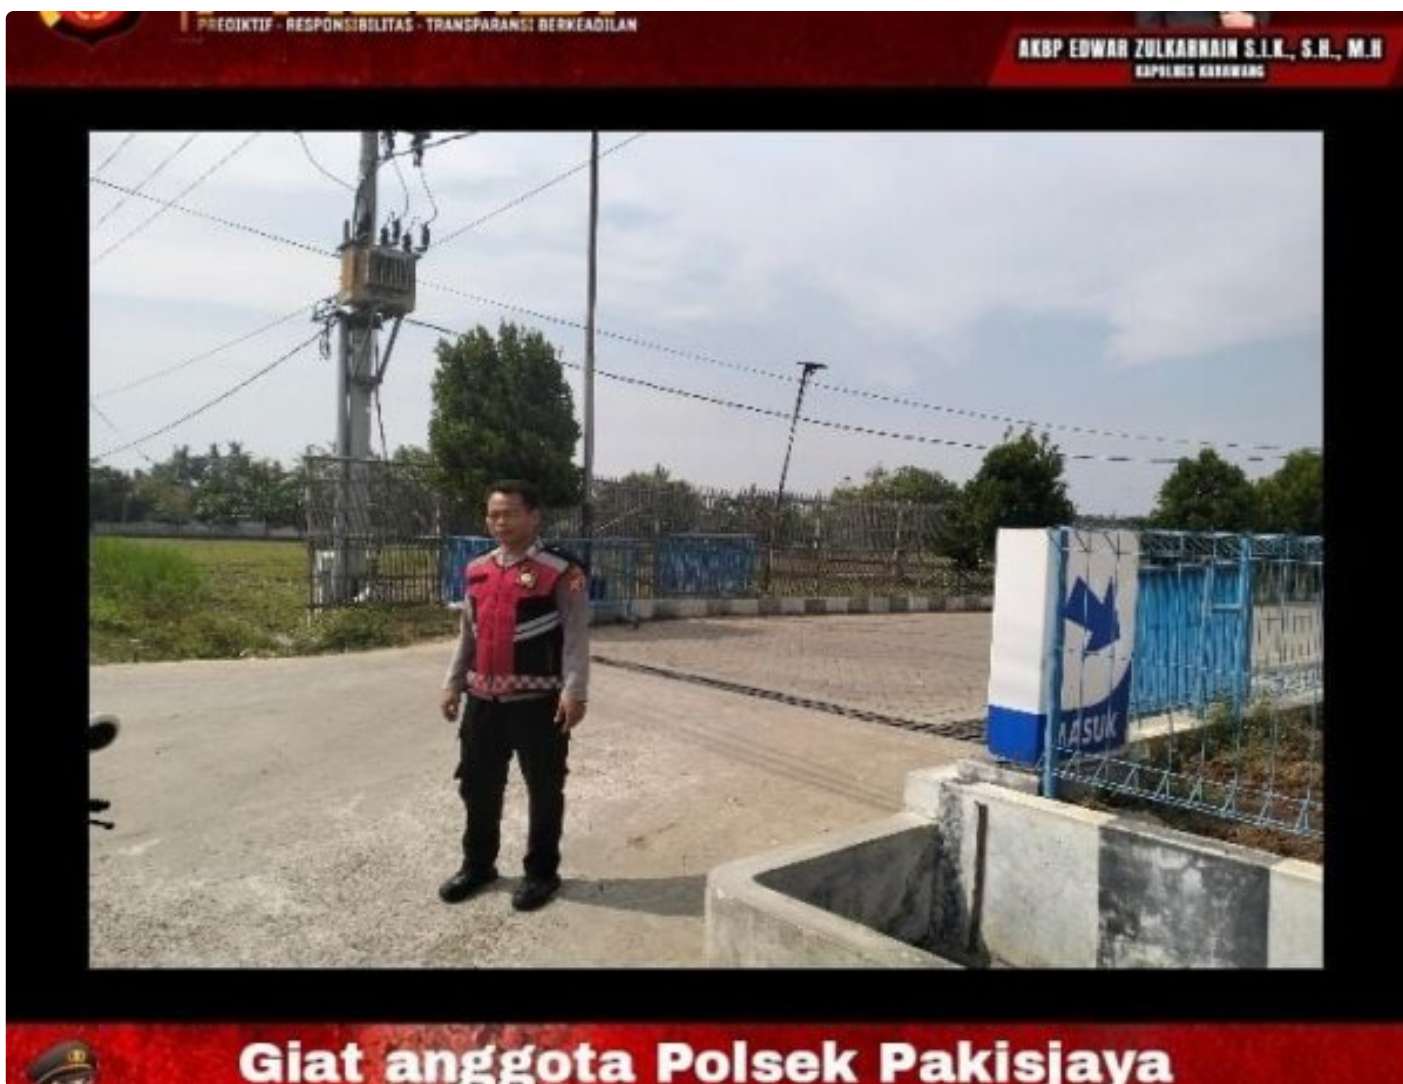 PREDIKTIF - RESPONSIBILITAS - TRANSPARANSI BERKEADILAN
AKBP EDWAR ZULKARNAIN S.I.K., S.H., M.H
KAPOLRES KARAWANG
MASUK
Giat anggota Polsek Pakisjaya